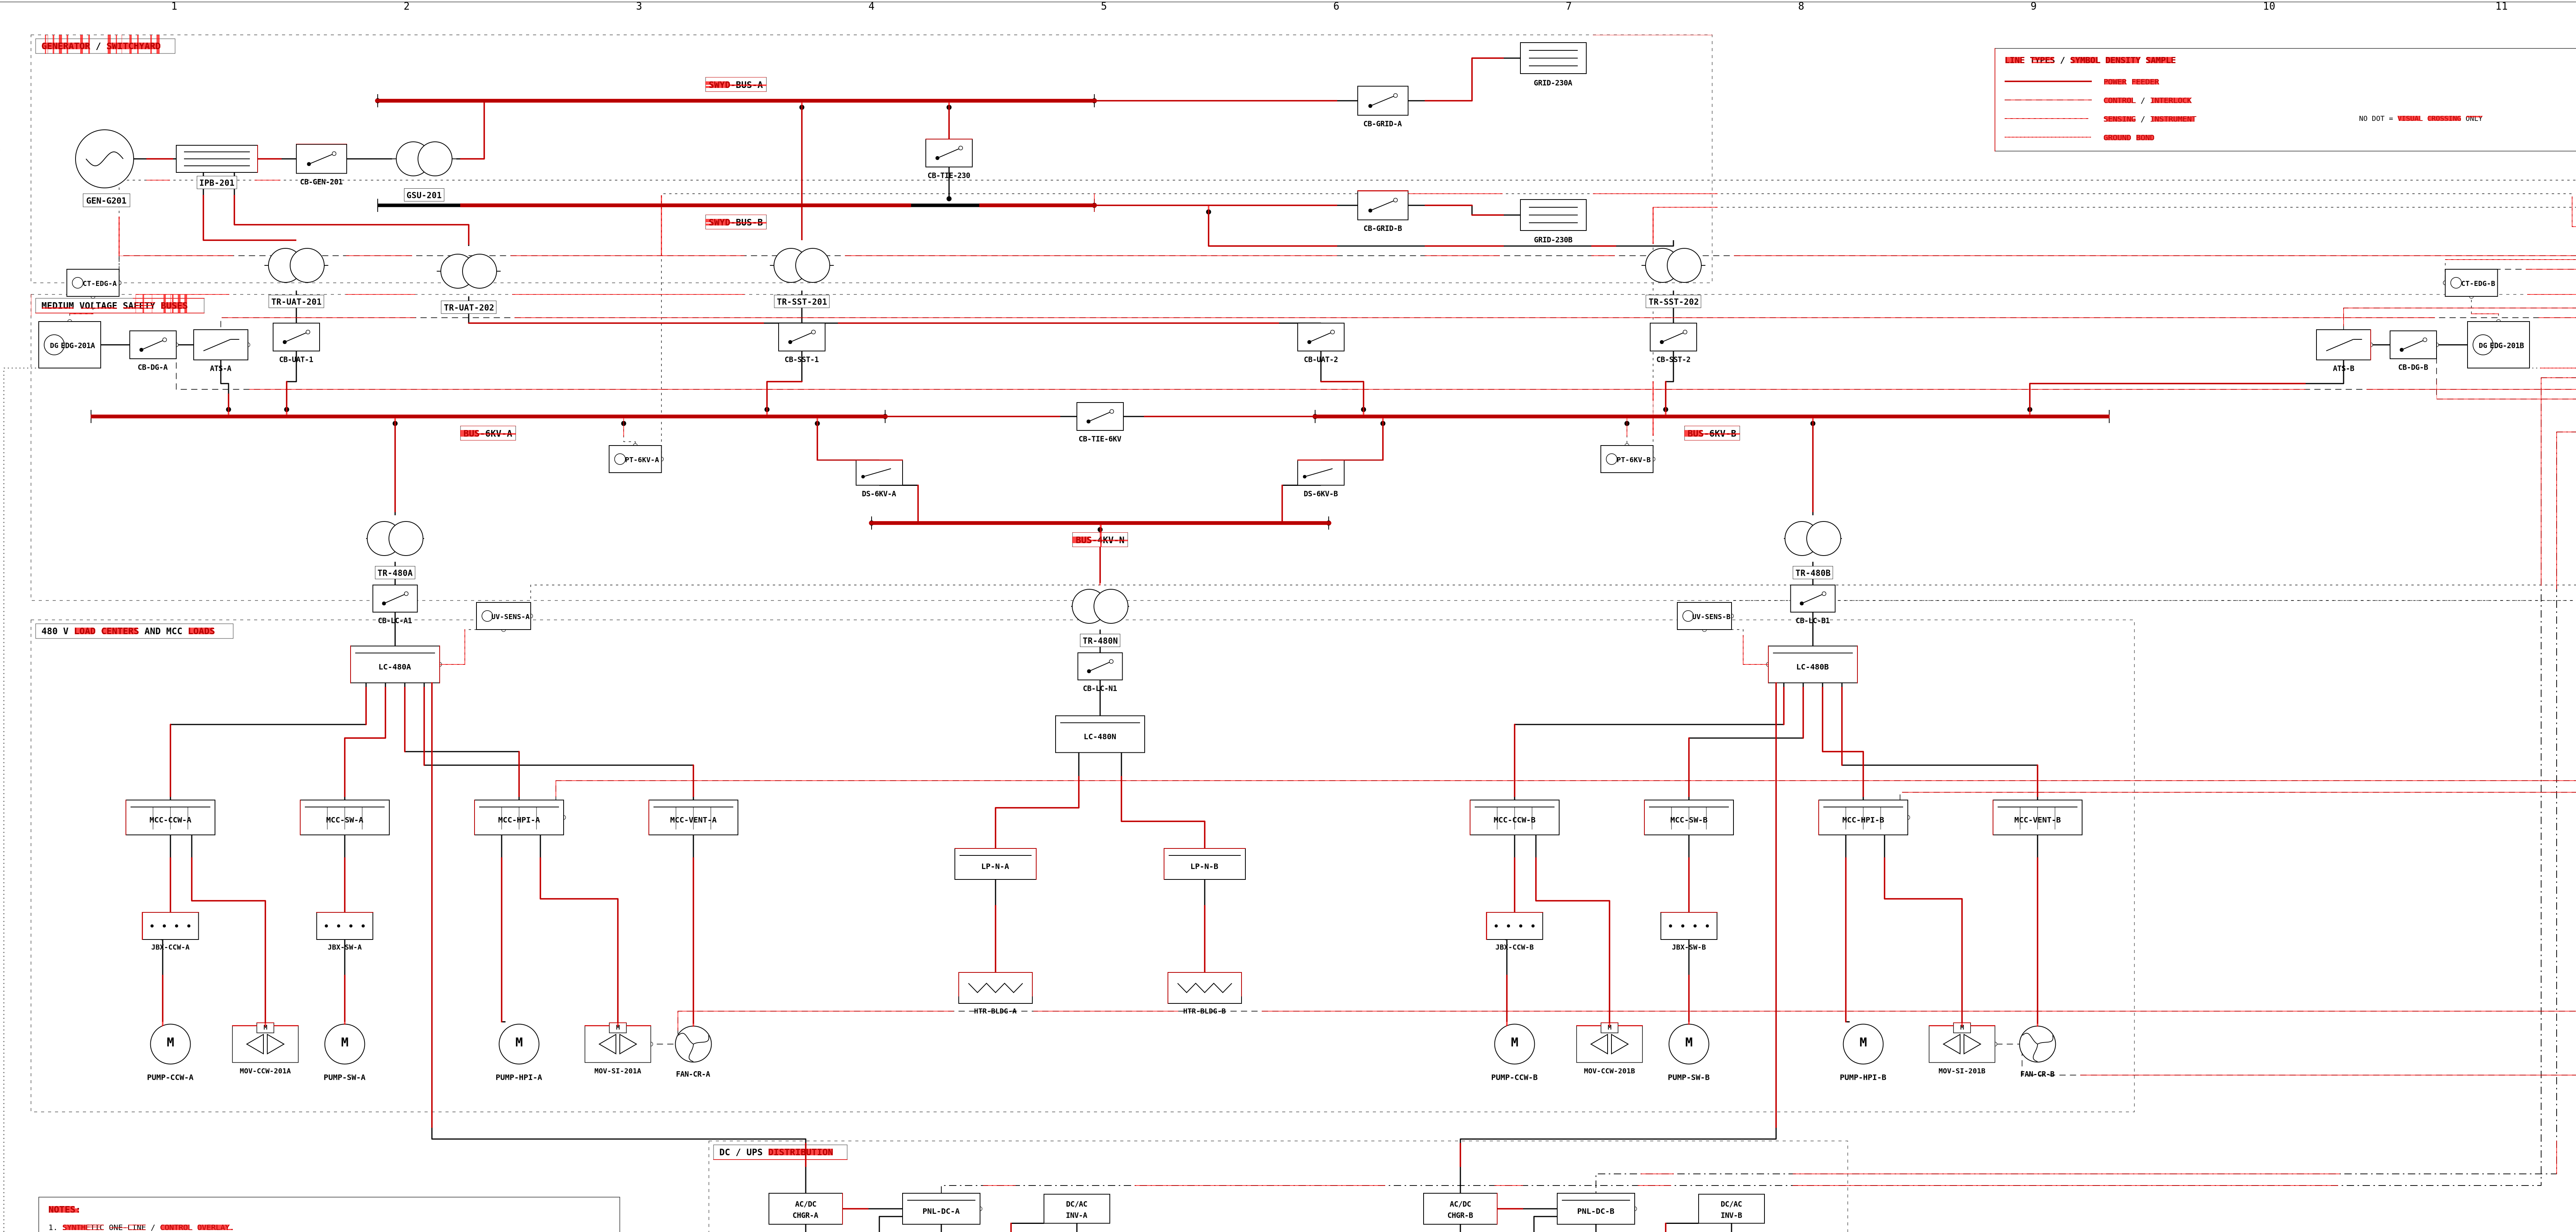 1 2 3 4 5 6 7 8 9 10 11
GENERATOR / SWITCHYARD
SWYD-BUS-A
GRID-230A
CB-GRID-A
LINE TYPES / SYMBOL DENSITY SAMPLE
POWER FEEDER
CONTROL / INTERLOCK
SENSING / INSTRUMENT
NO DOT = VISUAL CROSSING ONLY
GROUND BOND
CB-TIE-230
IPB-201
CB-GEN-201
GEN-G201
GSU-201
SWYD-BUS-B
CB-GRID-B
GRID-230B
CT-EDG-A
CT-EDG-B
MEDIUM VOLTAGE SAFETY BUSES
TR-UAT-201
TR-UAT-202
TR-SST-201
TR-SST-202
DG EDG-201A
CB-DG-A
ATS-A
CB-UAT-1
CB-SST-1
CB-UAT-2
CB-SST-2
ATS-B
CB-DG-B
DG EDG-201B
BUS-6KV-A
CB-TIE-6KV
BUS-6KV-B
PT-6KV-A
PT-6KV-B
DS-6KV-A
DS-6KV-B
BUS-4KV-N
TR-480A
TR-480B
CB-LC-A1
UV-SENS-A
UV-SENS-B
CB-LC-B1
480 V LOAD CENTERS AND MCC LOADS
TR-480N
LC-480A
LC-480B
CB-LC-N1
LC-480N
MCC-CCW-A
MCC-SW-A
MCC-HPI-A
MCC-VENT-A
MCC-CCW-B
MCC-SW-B
MCC-HPI-B
MCC-VENT-B
LP-N-A
LP-N-B
JBX-CCW-A
JBX-SW-A
JBX-CCW-B
JBX-SW-B
HTR-BLDG-A
HTR-BLDG-B
M M M M M M M M M M
PUMP-CCW-A
MOV-CCW-201A
PUMP-SW-A
PUMP-HPI-A
MOV-SI-201A
FAN-CR-A
PUMP-CCW-B
MOV-CCW-201B
PUMP-SW-B
PUMP-HPI-B
MOV-SI-201B
FAN-CR-B
DC / UPS DISTRIBUTION
AC/DC
CHGR-A
PNL-DC-A
DC/AC
INV-A
AC/DC
CHGR-B
PNL-DC-B
DC/AC
INV-B
NOTES:
1. SYNTHETIC ONE-LINE / CONTROL OVERLAY.